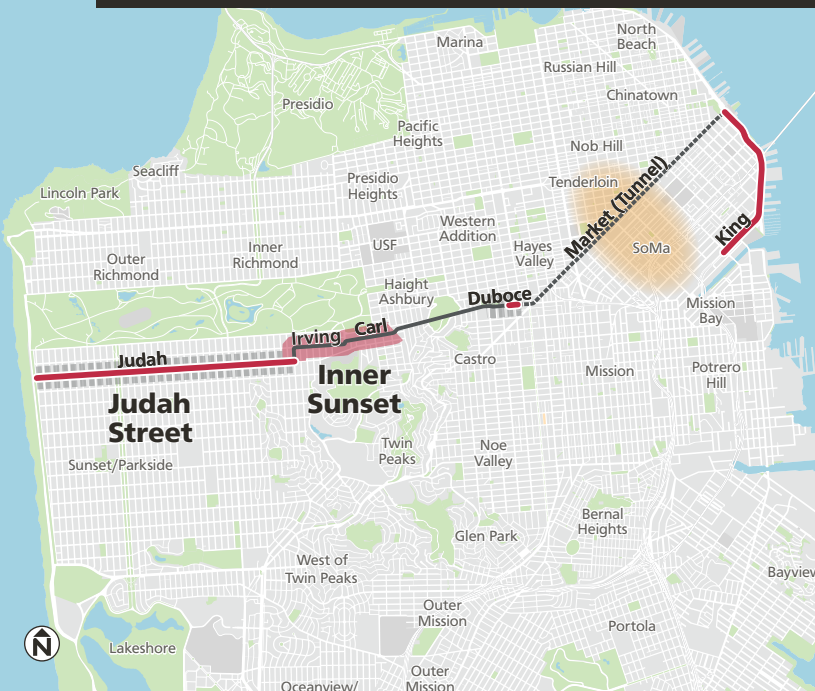 North
Beach
Marina
Russian Hill
Chinatown
Presidio
Pacific
Heights
Nob Hill
Seacliff
Presidio
Heights
Tenderloin
Lincoln Park
Market (Tunnel)
Western
Addition
King
Outer
Richmond
Inner
Richmond
USF
Hayes
Valley
SoMa
Haight
Ashbury
Duboce
Mission
Bay
Irving
Carl
Judah
Castro
Inner
Sunset
Mission
Potrero
Hill
Judah
Street
Twin
Peaks
Noe
Valley
Sunset/Parkside
Bernal
Heights
Glen Park
West of
Twin Peaks
Bayview
Outer
Mission
Portola
N
Lakeshore
Outer
Mission
Oceanview/